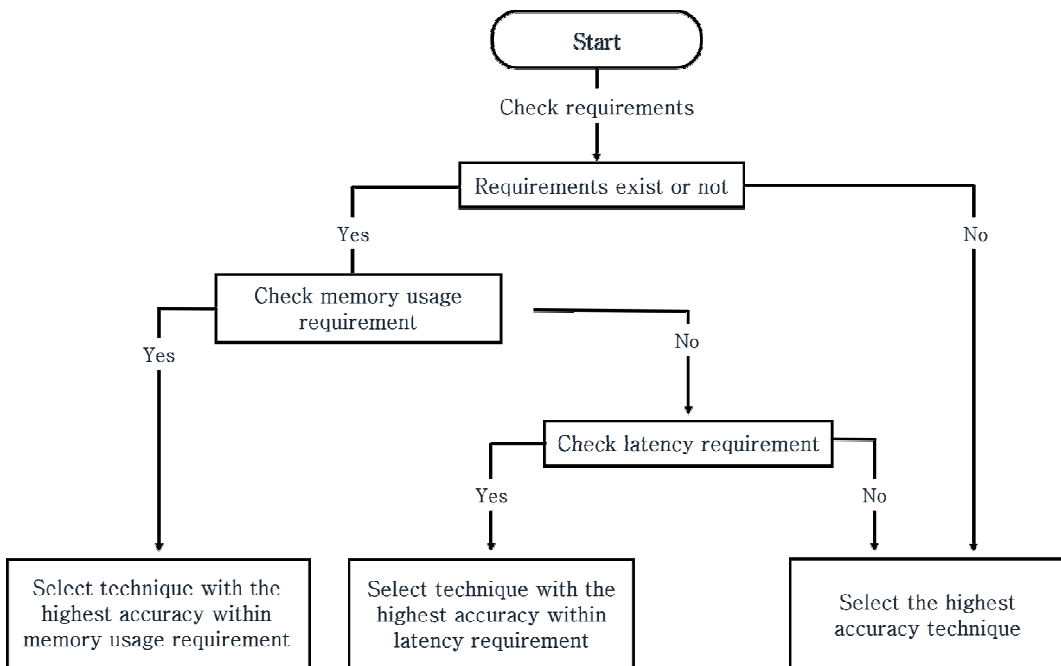 Start
Check requirements
Requirements exist or not
Yes
No
Check memory usage
requirement
Yes
No
Check latency requirement
Yes
No
Select technique with the
highest accuracy within
memory usage requirement
Select technique with the
highest accuracy within
latency requirement
Select the highest
accuracy technique